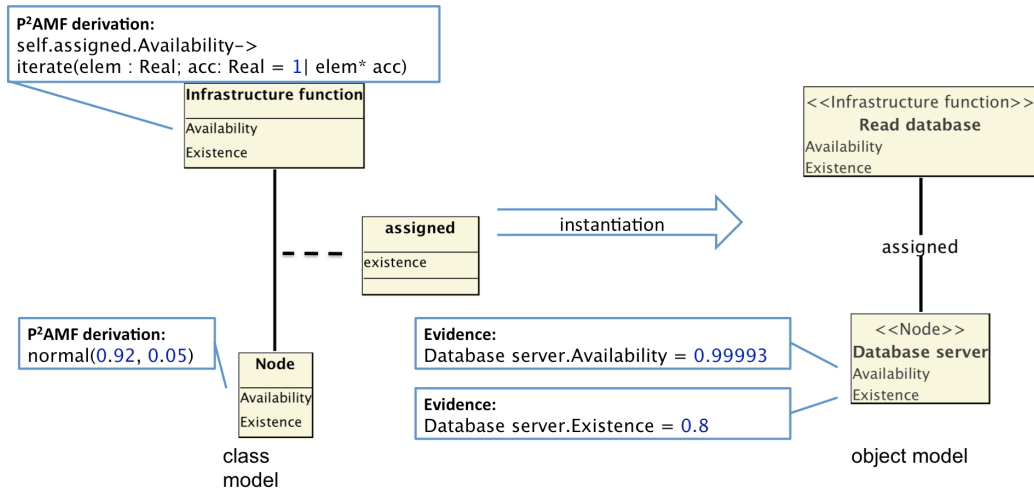 P²AMF derivation:
self.assigned.Availability->
iterate(elem : Real; acc: Real = 1| elem* acc)
Infrastructure function
Availability
Existence
<<Infrastructure function>>
Read database
Availability
Existence
assigned
existence
instantiation
assigned
P²AMF derivation:
normal(0.92, 0.05)
Node
Availability
Existence
class
model
Evidence:
Database server.Availability = 0.99993
Evidence:
Database server.Existence = 0.8
<<Node>>
Database server
Availability
Existence
object model